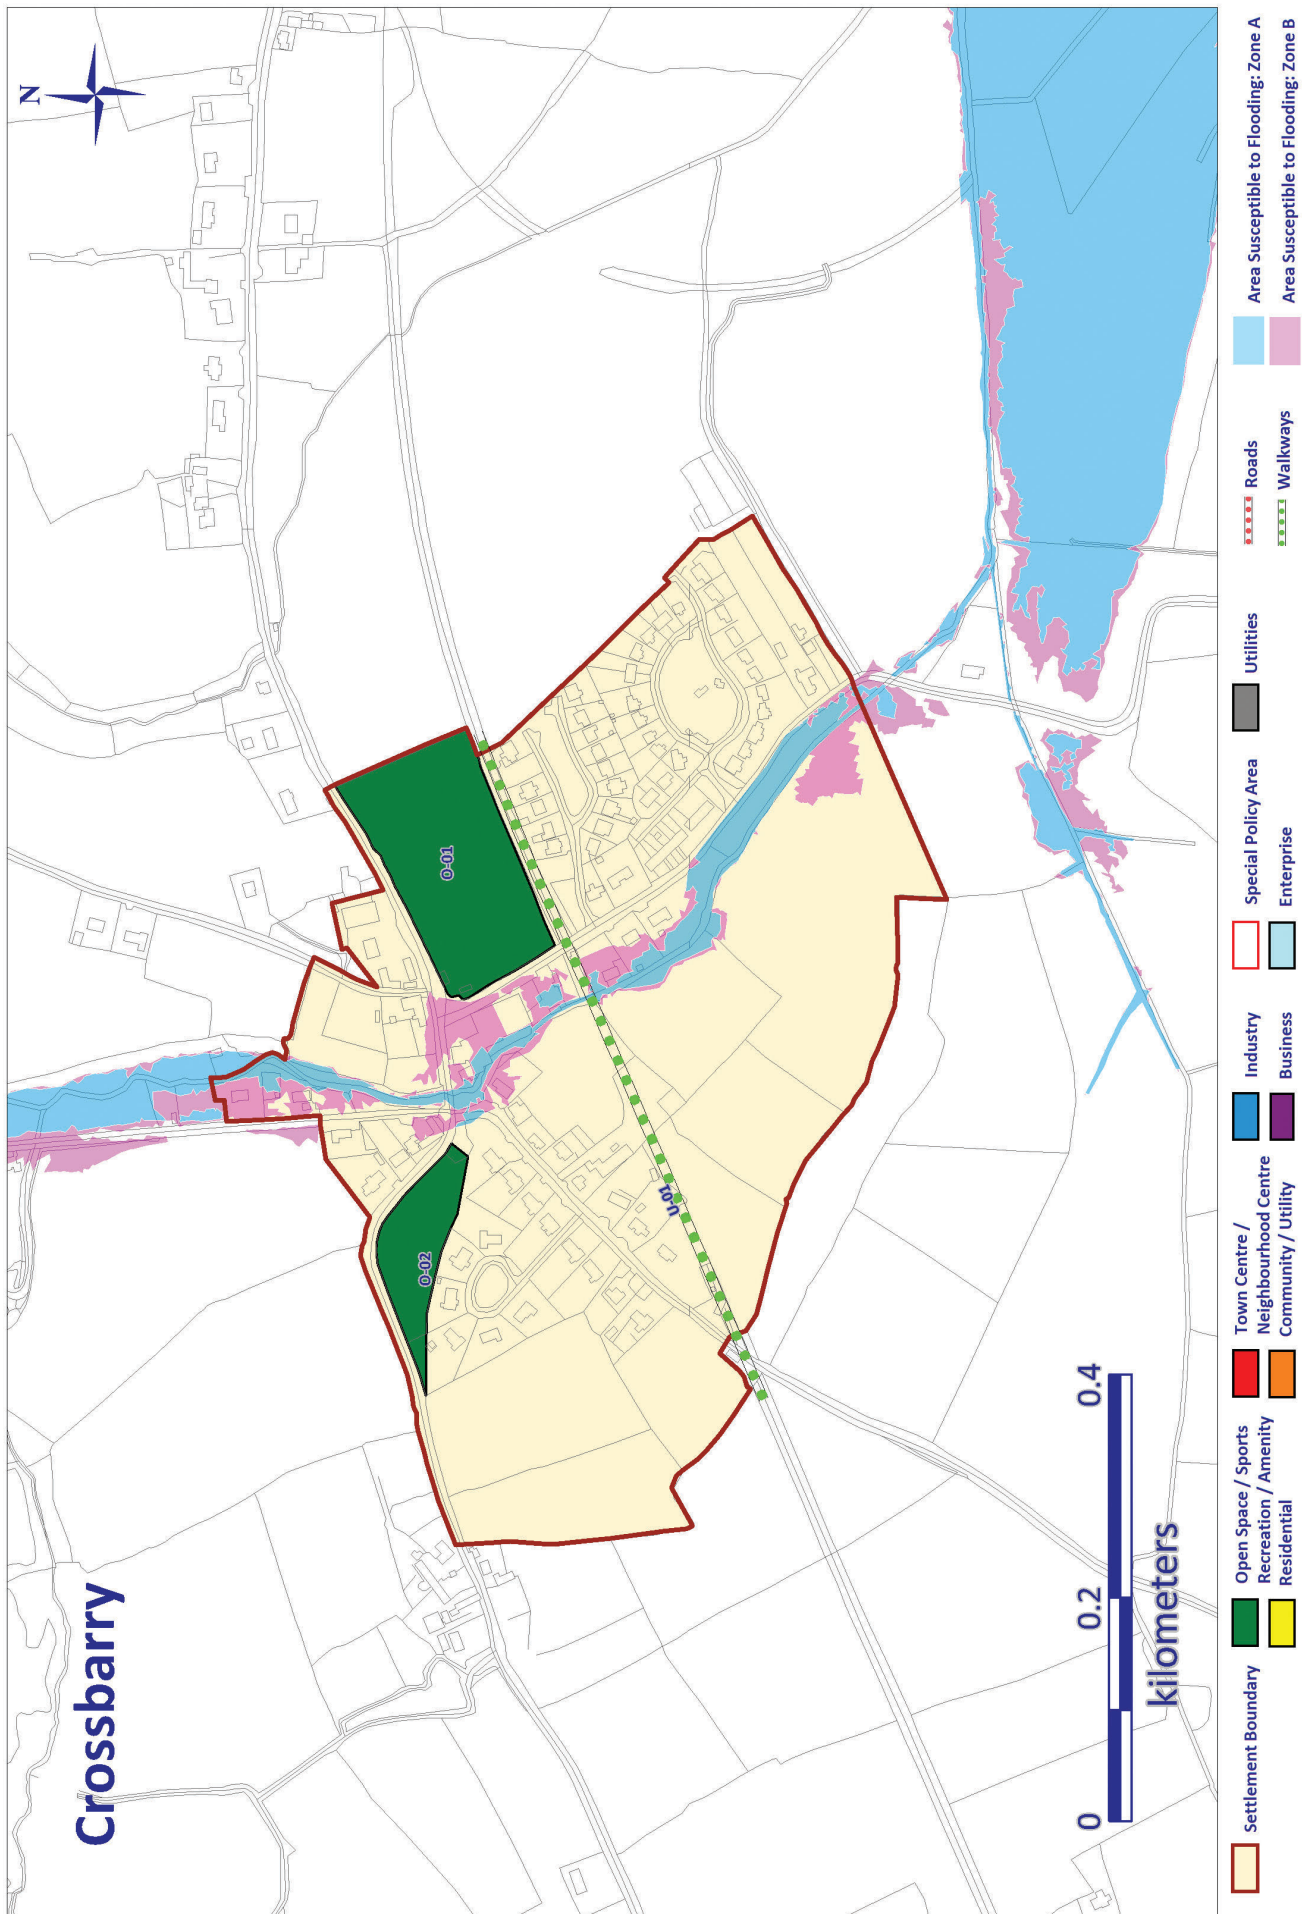 Crossbarry
N
O-01
O-02
U-01
0 0.2 0.4
kilometers
Settlement Boundary
Open Space / Sports
Recreation / Amenity
Residential
Town Centre /
Neighbourhood Centre
Community / Utility
Industry
Business
Special Policy Area
Enterprise
Utilities
Roads
Walkways
Area Susceptible to Flooding: Zone A
Area Susceptible to Flooding: Zone B